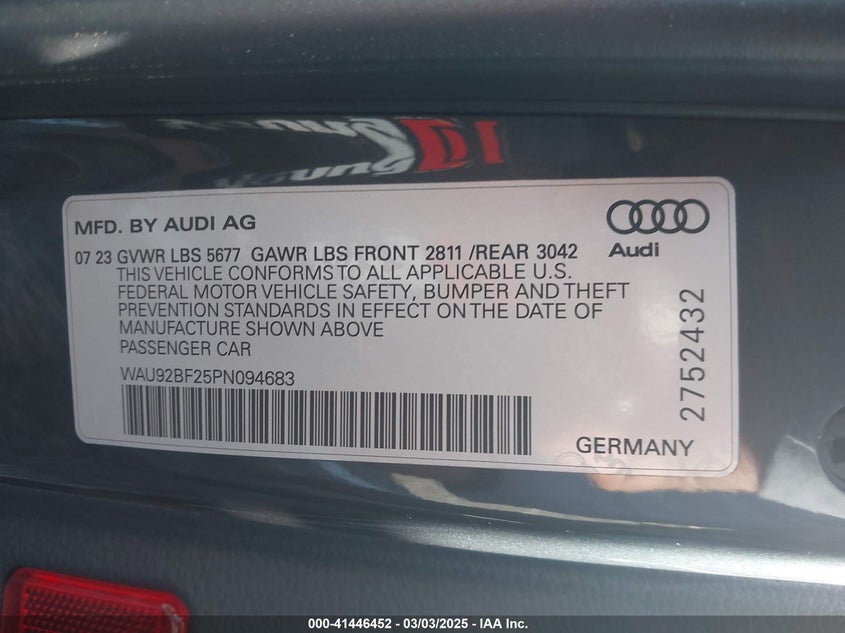 MFD. BY AUDI AG
Audi
07 23 GVWR LBS 5677 GAWR LBS FRONT 2811 /REAR 3042
THIS VEHICLE CONFORMS TO ALL APPLICABLE U.S.
FEDERAL MOTOR VEHICLE SAFETY, BUMPER AND THEFT
PREVENTION STANDARDS IN EFFECT ON THE DATE OF
MANUFACTURE SHOWN ABOVE
PASSENGER CAR
WAU92BF25PN094683
2752432
GERMANY
000-41446452 - 03/03/2025 - IAA Inc.